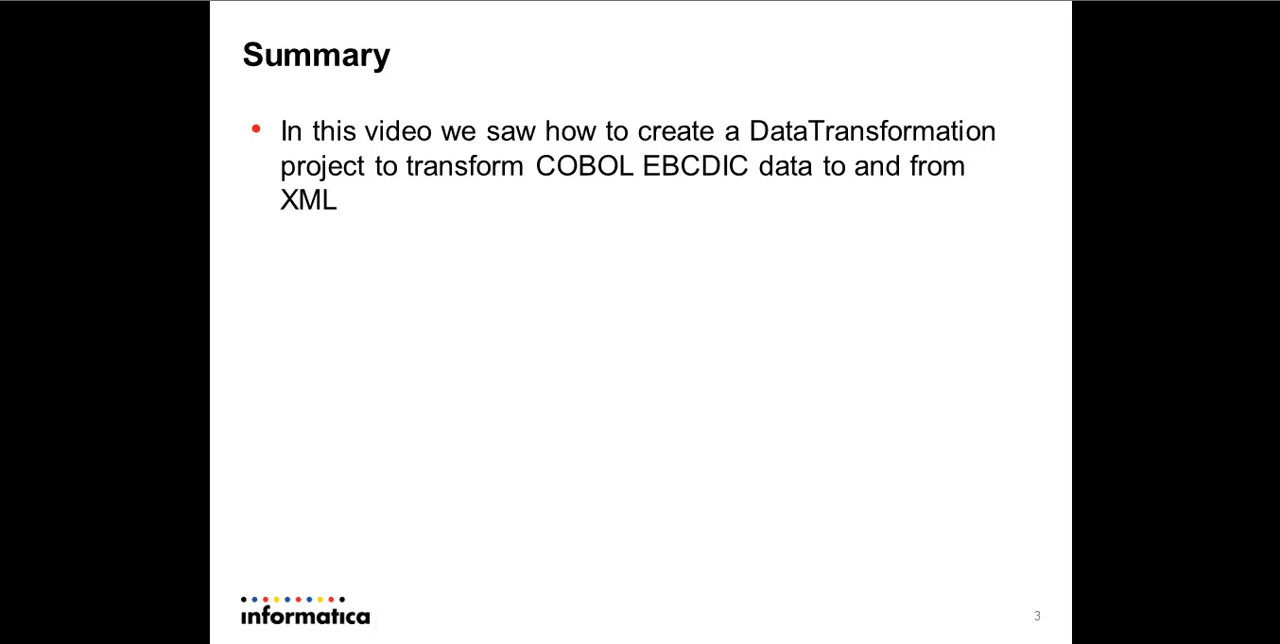 Summary
• In this video we saw how to create a DataTransformation
project to transform COBOL EBCDIC data to and from
XML
informatica
3